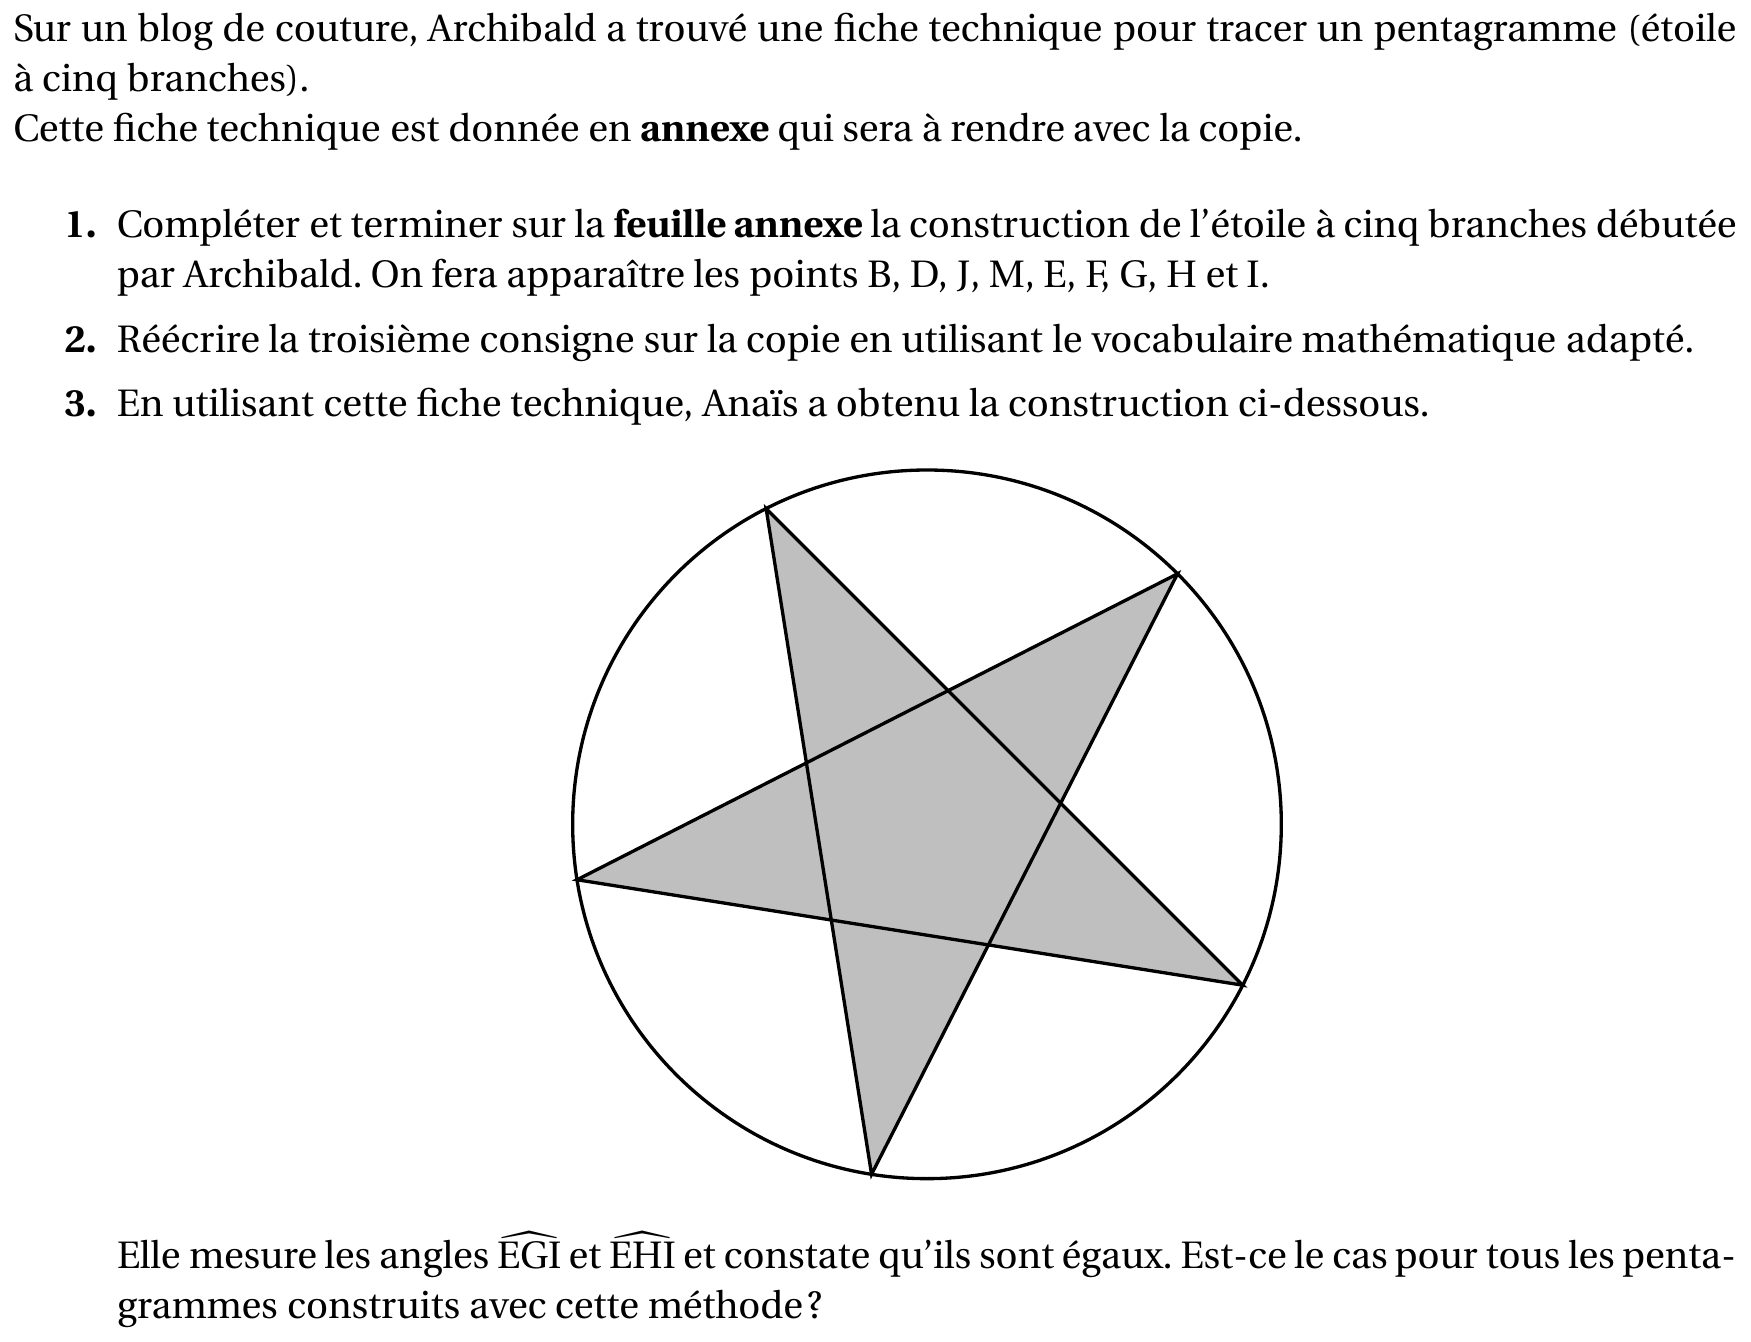 Sur un blog de couture, Archibald a trouvé une fiche technique pour tracer un pentagramme (étoile
à cinq branches).
Cette fiche technique est donnée en annexe qui sera à rendre avec la copie.
1. Compléter et terminer sur la feuille annexe la construction de l'étoile à cinq branches débutée
par Archibald. On fera apparaître les points B, D, J, M, E, F, G, H et I.
2. Réécrire la troisième consigne sur la copie en utilisant le vocabulaire mathématique adapté.
3. En utilisant cette fiche technique, Anaïs a obtenu la construction ci-dessous.
Elle mesure les angles \widehat{EGI} et \widehat{EHI} et constate qu'ils sont égaux. Est-ce le cas pour tous les penta-
grammes construits avec cette méthode ?